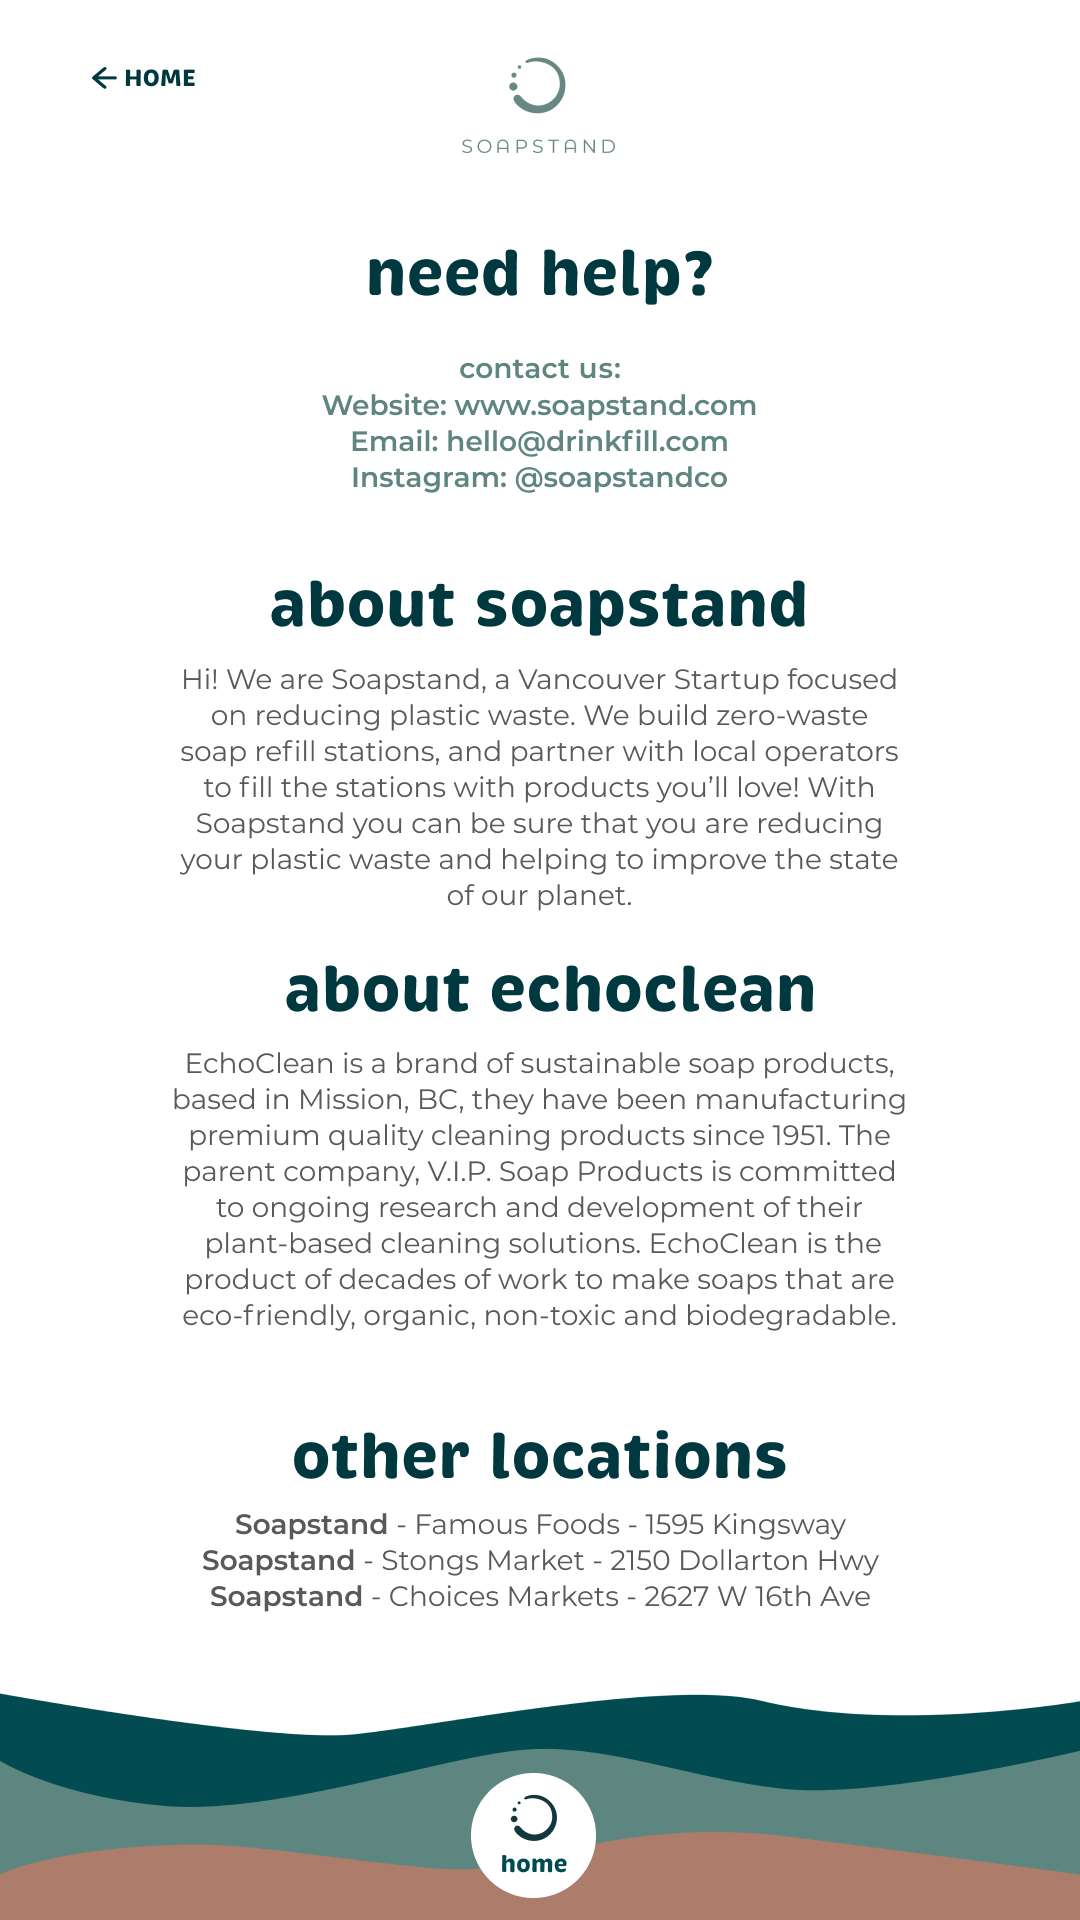 ← HOME
SOAPSTAND
need help?
contact us:
Website: www.soapstand.com
Email: hello@drinkfill.com
Instagram: @soapstandco
about soapstand
Hi! We are Soapstand, a Vancouver Startup focused
on reducing plastic waste. We build zero-waste
soap refill stations, and partner with local operators
to fill the stations with products you’ll love! With
Soapstand you can be sure that you are reducing
your plastic waste and helping to improve the state
of our planet.
about echoclean
EchoClean is a brand of sustainable soap products,
based in Mission, BC, they have been manufacturing
premium quality cleaning products since 1951. The
parent company, V.I.P. Soap Products is committed
to ongoing research and development of their
plant-based cleaning solutions. EchoClean is the
product of decades of work to make soaps that are
eco-friendly, organic, non-toxic and biodegradable.
other locations
Soapstand - Famous Foods - 1595 Kingsway
Soapstand - Stongs Market - 2150 Dollarton Hwy
Soapstand - Choices Markets - 2627 W 16th Ave
home